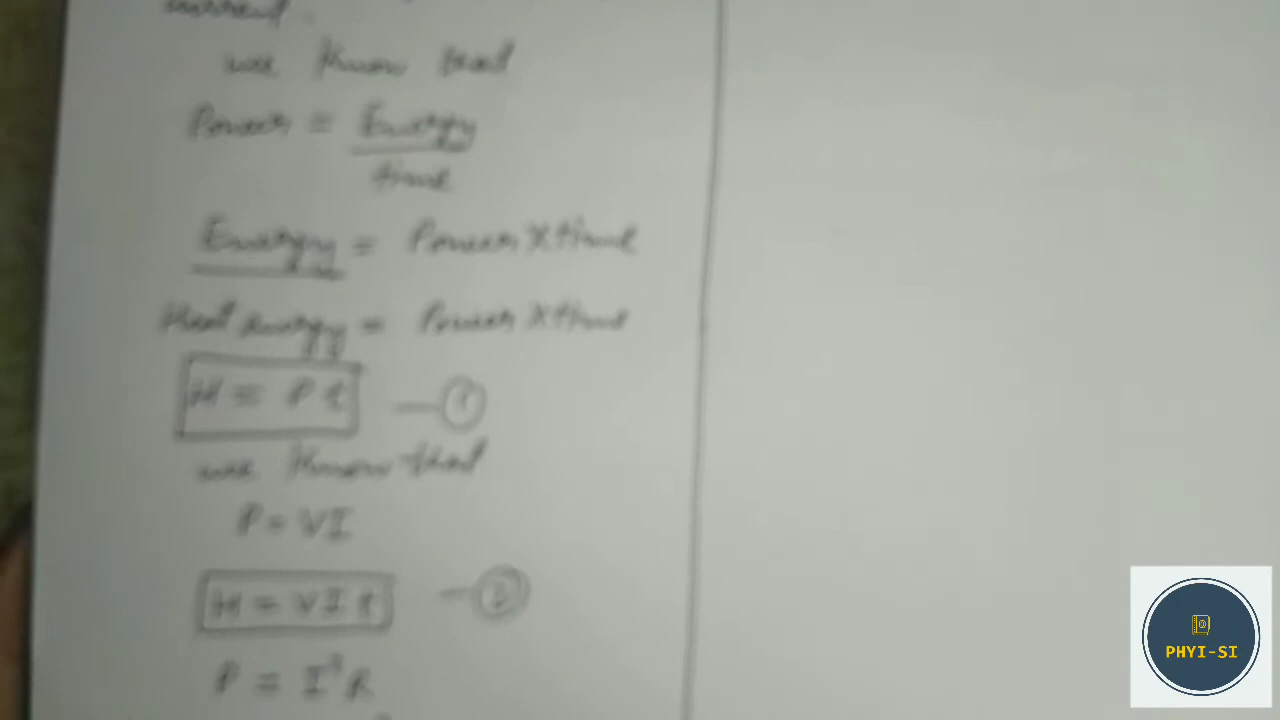 current.
we know that
Power = Energy
time
Energy = Power X time
Heat energy = Power X time
H = P t — 1
we know that
P = VI
H = VI t — 2
P = I²R
PHYI-SI